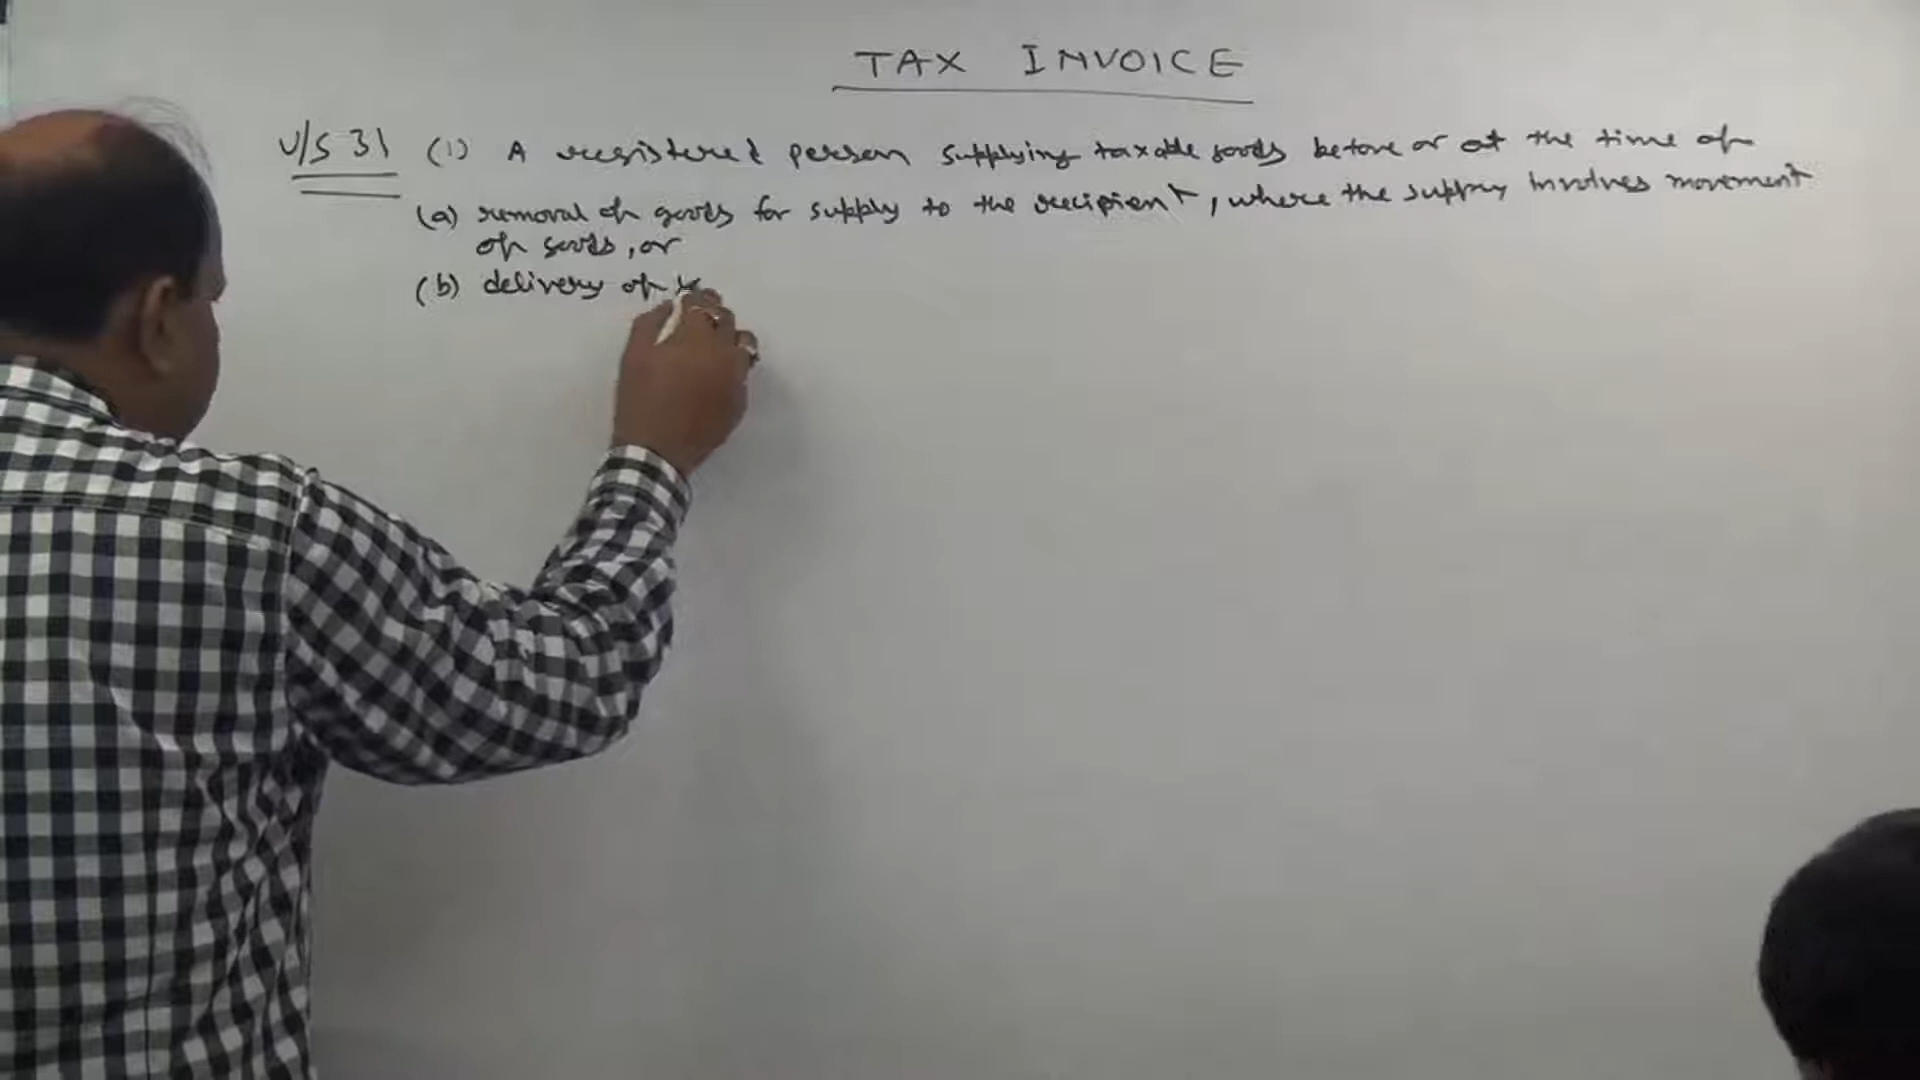 TAX INVOICE
U/S 31 (1) A registered person supplying taxable goods before or at the time of
(a) removal of goods for supply to the recipient, where the supply involves movement
of goods, or
(b) delivery of